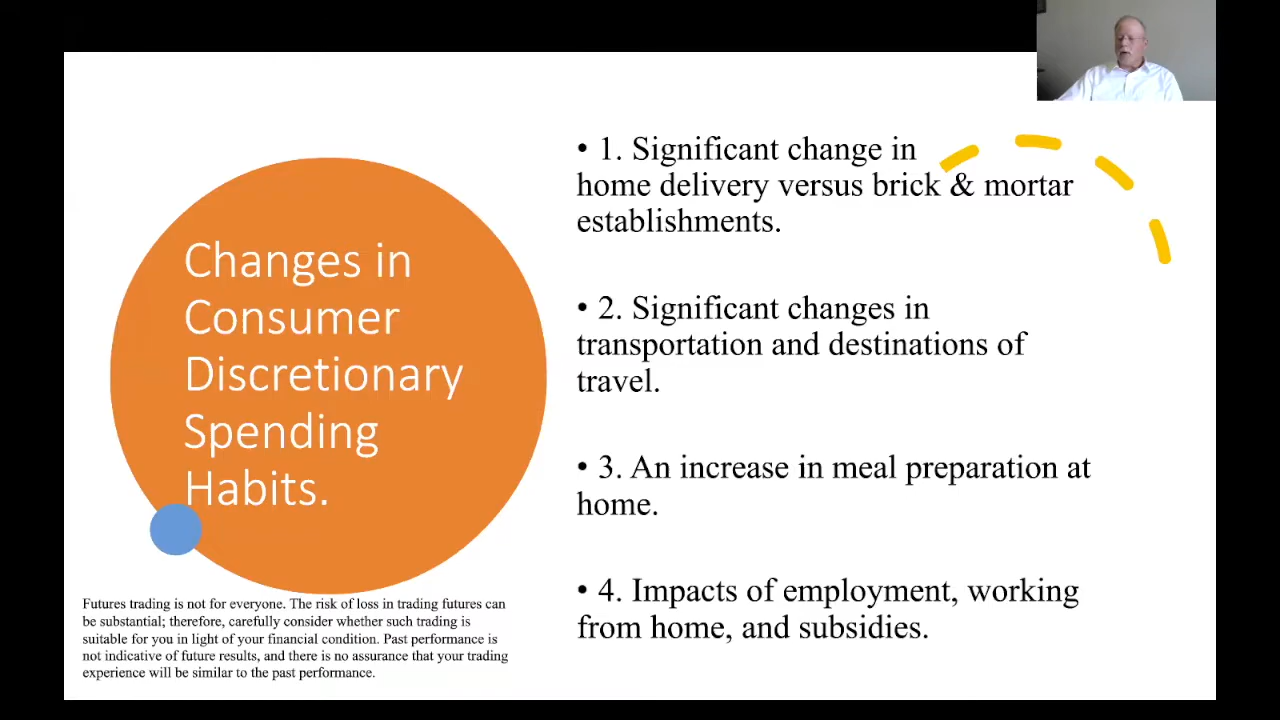 Changes in
Consumer
Discretionary
Spending
Habits.
• 1. Significant change in
home delivery versus brick & mortar
establishments.
• 2. Significant changes in
transportation and destinations of
travel.
• 3. An increase in meal preparation at
home.
• 4. Impacts of employment, working
from home, and subsidies.
Futures trading is not for everyone. The risk of loss in trading futures can
be substantial; therefore, carefully consider whether such trading is
suitable for you in light of your financial condition. Past performance is
not indicative of future results, and there is no assurance that your trading
experience will be similar to the past performance.